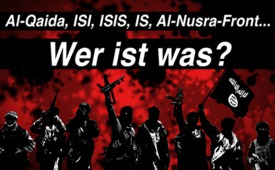 Al-Qaida, ISI, ISIS, IS, Al-Nusra-Front...
Wer ist was?